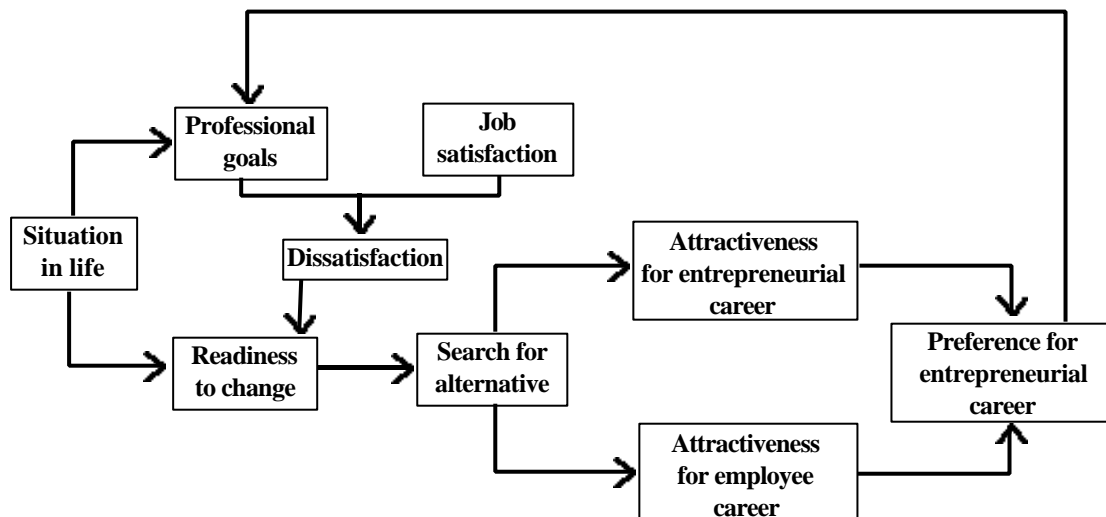 Professional
goals
Job
satisfaction
Situation
in life
Dissatisfaction
Attractiveness
for entrepreneurial
career
Readiness
to change
Search for
alternative
Preference for
entrepreneurial
career
Attractiveness
for employee
career